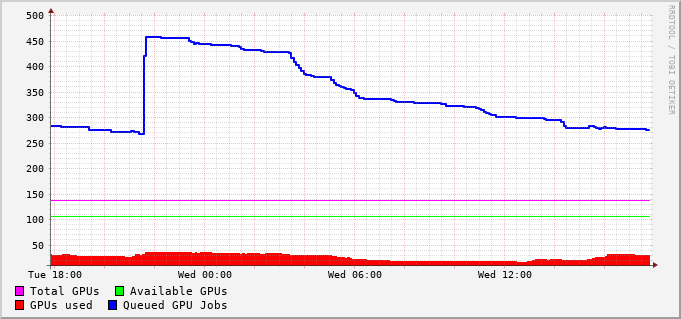 500
450
400
350
300
250
200
150
100
50
Tue 18:00 Wed 00:00 Wed 06:00 Wed 12:00
Total GPUs Available GPUs
GPUs used Queued GPU Jobs
RRDTOOL / TOBI OETIKER